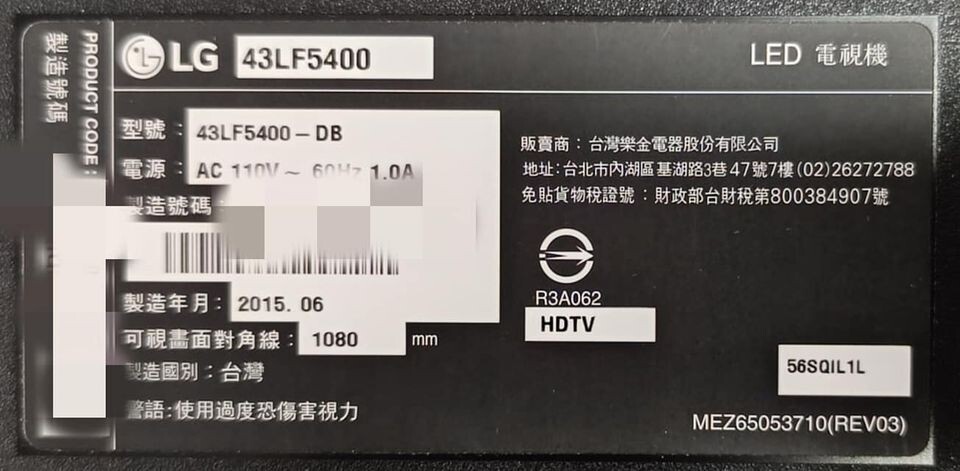 製造號碼
PRODUCT CODE:
LG 43LF5400
LED 電視機
型號： 43LF5400-DB
電源： AC 110V~ 60Hz 1.0A
製造號碼：
製造年月： 2015. 06
可視畫面對角線： 1080 mm
製造國別：台灣
警語:使用過度恐傷害視力
販賣商：台灣樂金電器股份有限公司
地址:台北市內湖區基湖路3巷47號7樓(02)26272788
免貼貨物稅證號：財政部台財稅第800384907號
R3A062
HDTV
56SQIL1L
MEZ65053710(REV03)